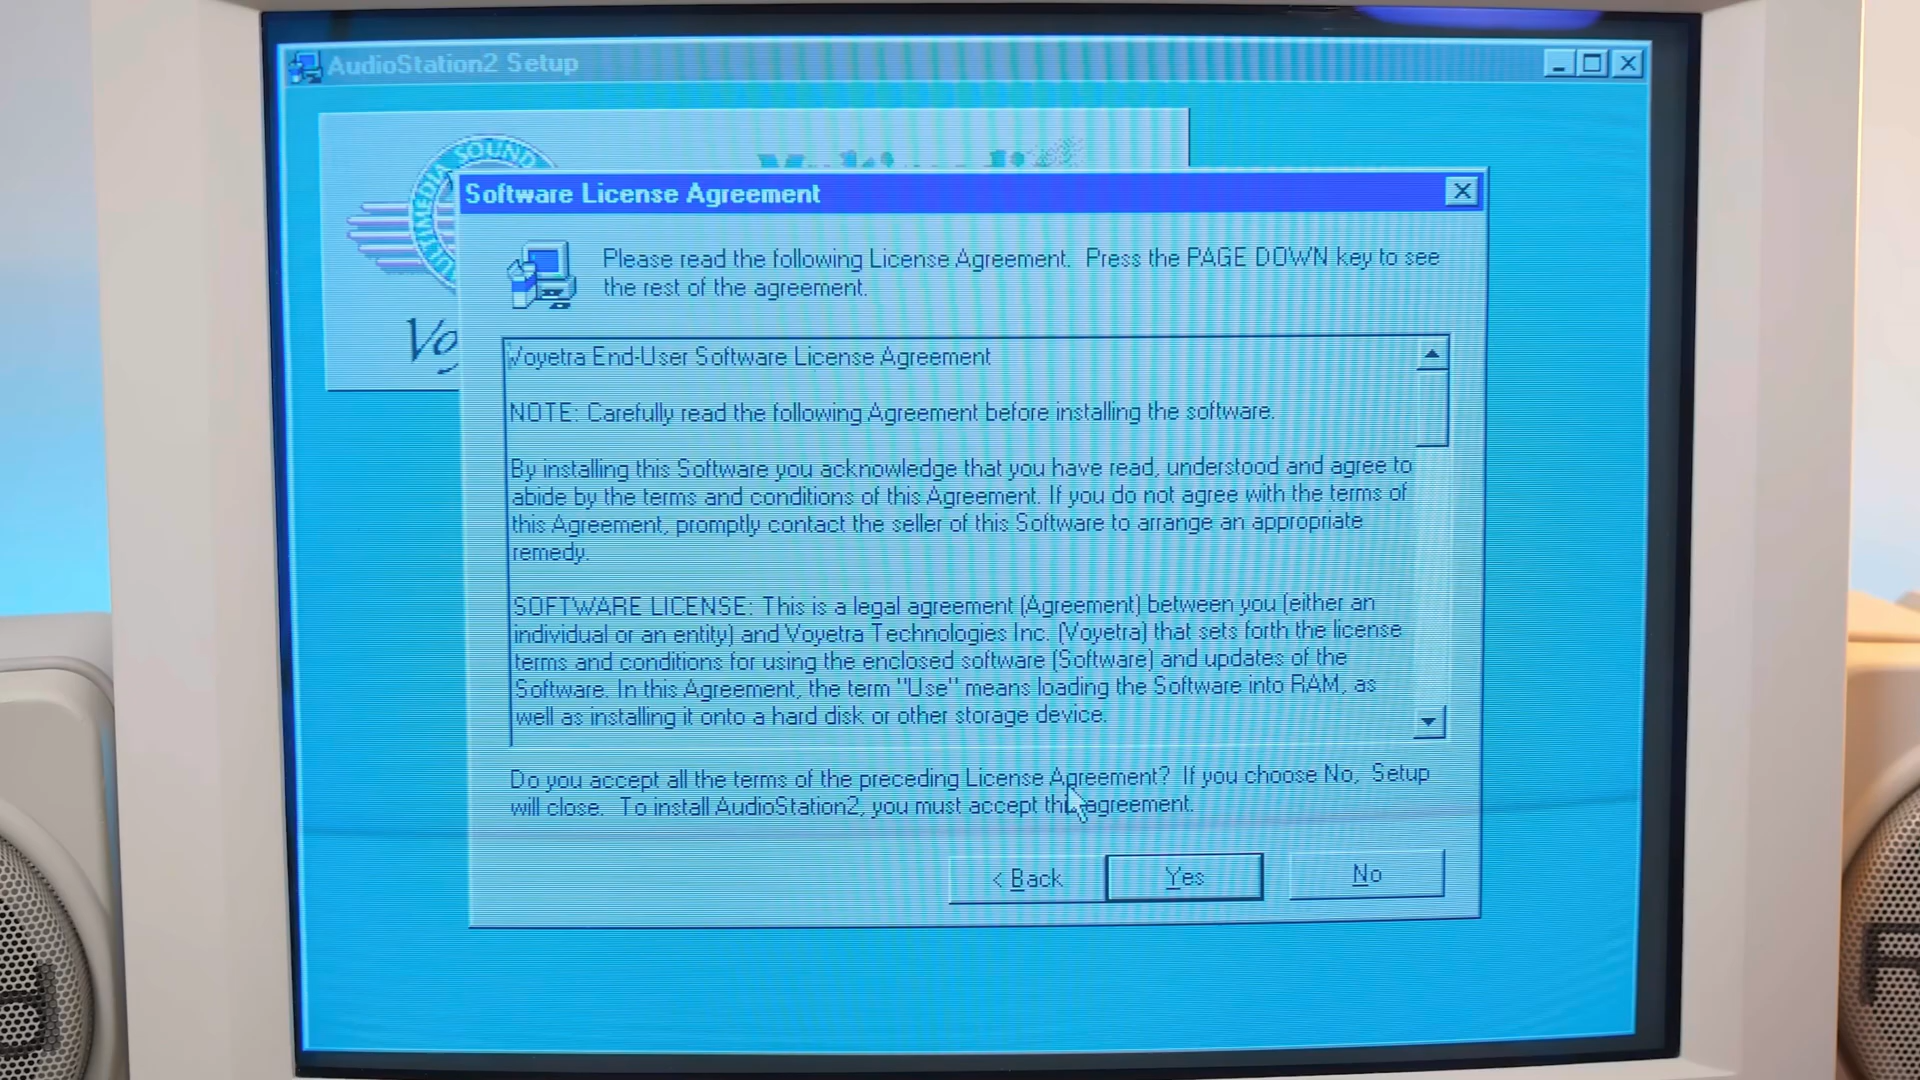 AudioStation2 Setup
MULTIMEDIA SOUND
Software License Agreement
Please read the following License Agreement. Press the PAGE DOWN key to see
the rest of the agreement.
Voyetra End-User Software License Agreement
NOTE: Carefully read the following Agreement before installing the software.
By installing this Software you acknowledge that you have read, understood and agree to
abide by the terms and conditions of this Agreement. If you do not agree with the terms of
this Agreement, promptly contact the seller of this Software to arrange an appropriate
remedy.
SOFTWARE LICENSE: This is a legal agreement (Agreement) between you (either an
individual or an entity) and Voyetra Technologies Inc. (Voyetra) that sets forth the license
terms and conditions for using the enclosed software (Software) and updates of the
Software. In this Agreement, the term "Use" means loading the Software into RAM, as
well as installing it onto a hard disk or other storage device.
Do you accept all the terms of the preceding License Agreement? If you choose No, Setup
will close. To install AudioStation2, you must accept this agreement.
< Back
Yes
No